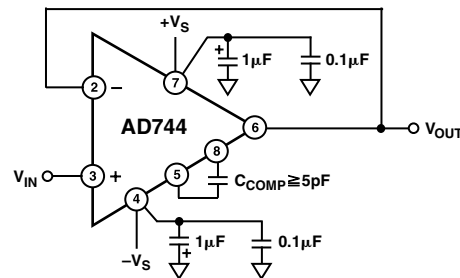 +VS
+
1µF
0.1µF
7
2
–
AD744
6
VOUT
8
5
CCOMP≧5pF
VIN
3
+
4
1µF
+
0.1µF
–VS